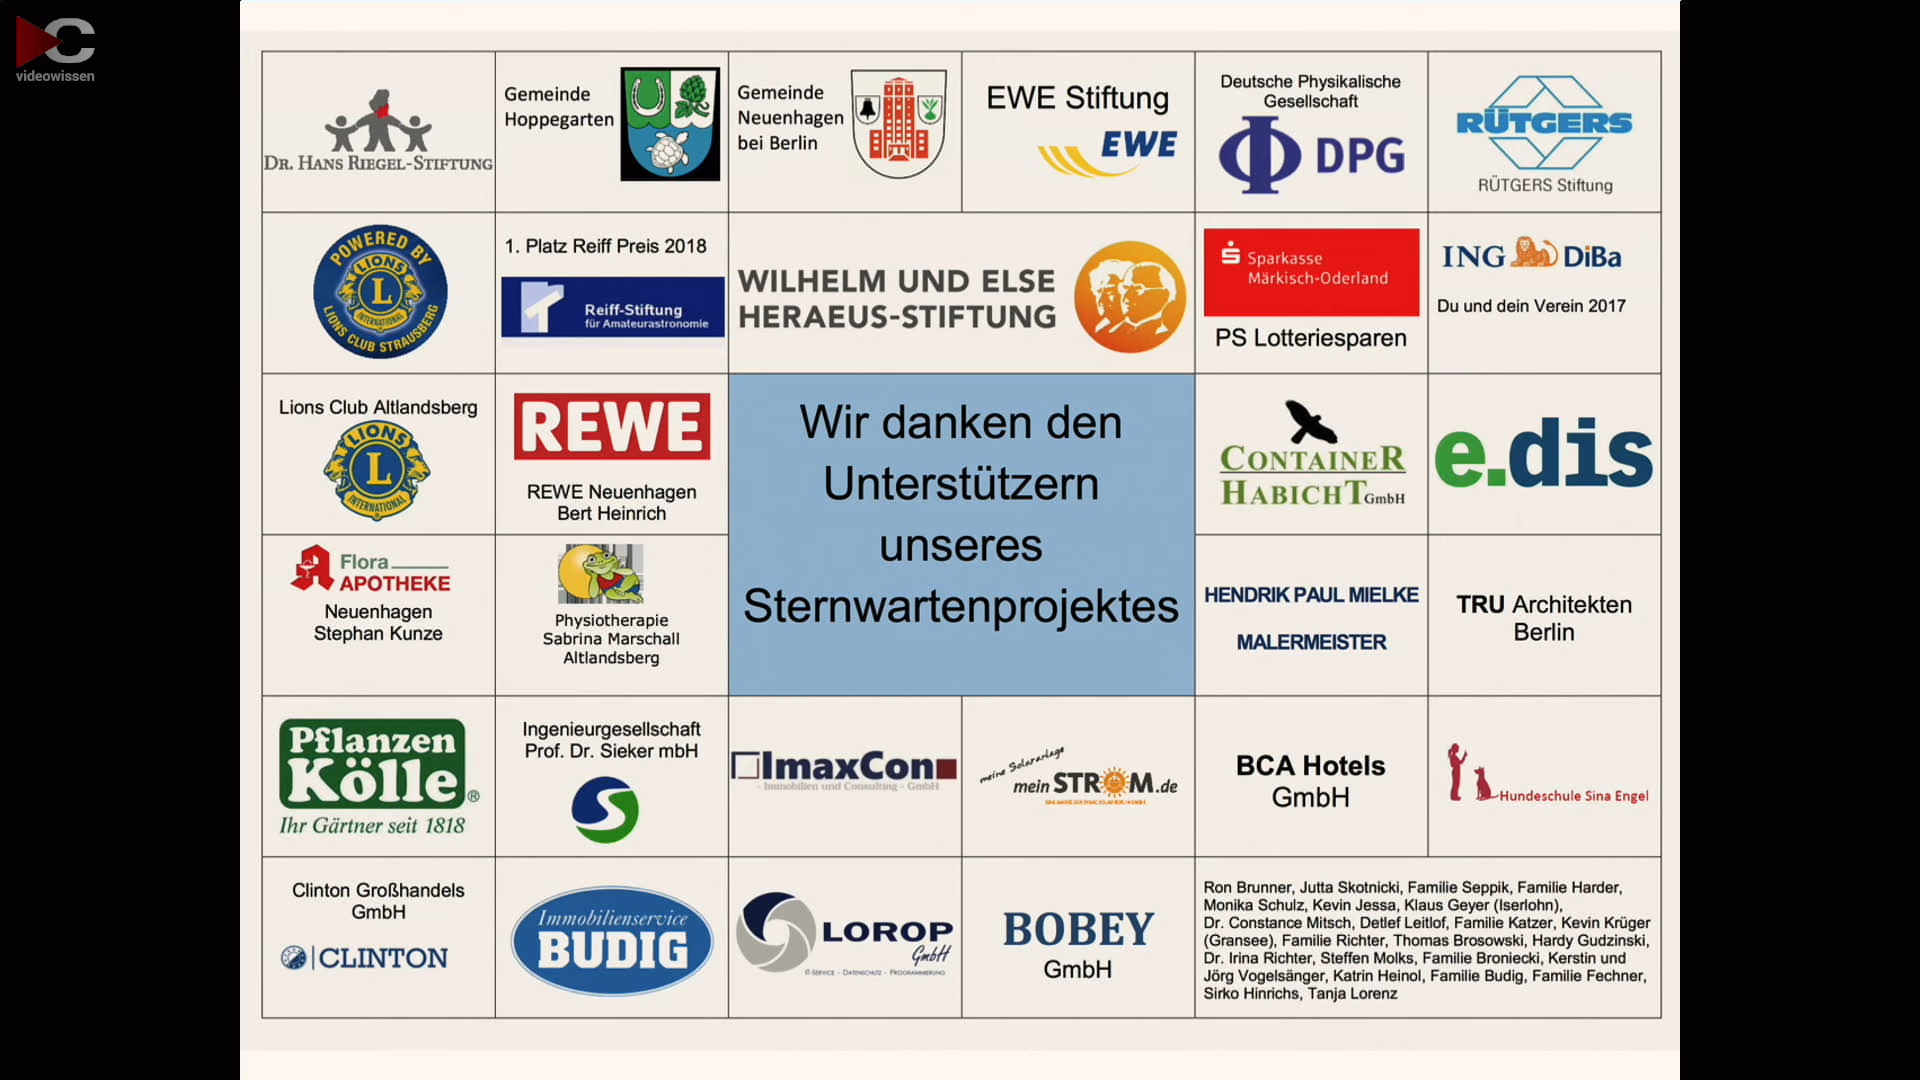 videowissen
DR. HANS RIEGEL-STIFTUNG
Gemeinde
Hoppegarten
Gemeinde
Neuenhagen
bei Berlin
EWE Stiftung
EWE
Deutsche Physikalische
Gesellschaft
DPG
RÜTGERS
RÜTGERS Stiftung
POWERED BY
LIONS
L
INTERNATIONAL
LIONS CLUB STRAUSBERG
1. Platz Reiff Preis 2018
Reiff-Stiftung
für Amateurastronomie
WILHELM UND ELSE
HERAEUS-STIFTUNG
Sparkasse
Märkisch-Oderland
PS Lotteriesparen
ING DiBa
Du und dein Verein 2017
Lions Club Altlandsberg
LIONS
L
INTERNATIONAL
REWE
REWE Neuenhagen
Bert Heinrich
Wir danken den
Unterstützern
unseres
Sternwartenprojektes
CONTAINER
HABICHT GmbH
e.dis
Flora
APOTHEKE
Neuenhagen
Stephan Kunze
Physiotherapie
Sabrina Marschall
Altlandsberg
HENDRIK PAUL MIELKE
MALERMEISTER
TRU Architekten
Berlin
Pflanzen
Kölle®
Ihr Gärtner seit 1818
Ingenieurgesellschaft
Prof. Dr. Sieker mbH
ImaxCon
- Immobilien und Consulting - GmbH
meine Solaranlage
mein STROM.de
BCA Hotels
GmbH
Hundeschule Sina Engel
Clinton Großhandels
GmbH
CLINTON
Immobilienservice
BUDIG
LOROP
GmbH
IT-SERVICE - DATENSCHUTZ - PROGRAMMIERUNG
BOBEY
GmbH
Ron Brunner, Jutta Skotnicki, Familie Seppik, Familie Harder,
Monika Schulz, Kevin Jessa, Klaus Geyer (Iserlohn),
Dr. Constance Mitsch, Detlef Leitlof, Familie Katzer, Kevin Krüger
(Gransee), Familie Richter, Thomas Brosowski, Hardy Gudzinski,
Dr. Irina Richter, Steffen Molks, Familie Broniecki, Kerstin und
Jörg Vogelsänger, Katrin Heinol, Familie Budig, Familie Fechner,
Sirko Hinrichs, Tanja Lorenz